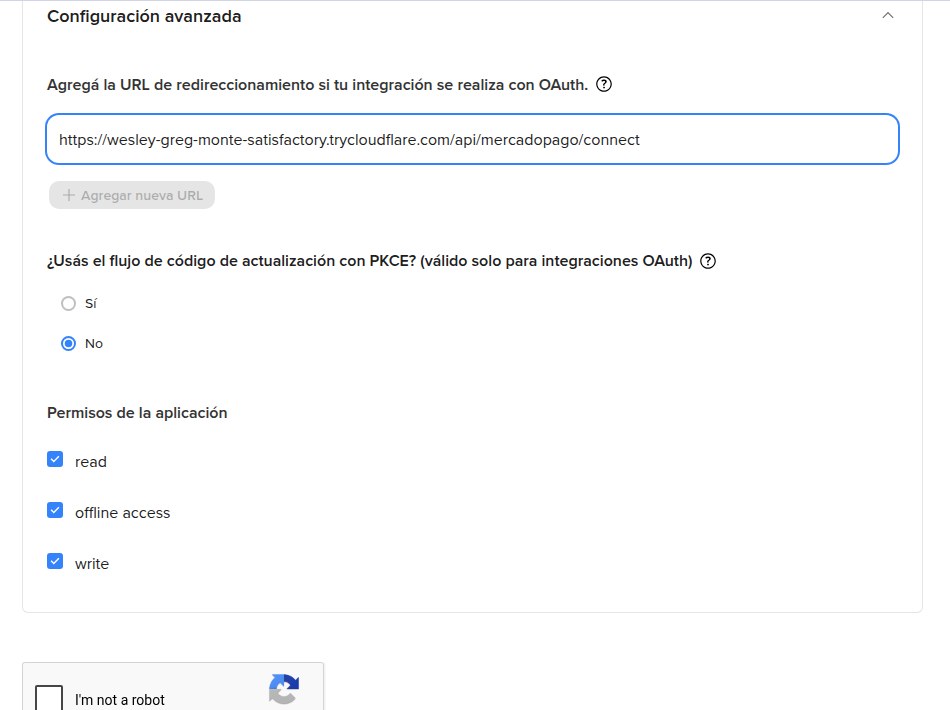 Configuración avanzada
Agregá la URL de redireccionamiento si tu integración se realiza con OAuth. ?
https://wesley-greg-monte-satisfactory.trycloudflare.com/api/mercadopago/connect
+ Agregar nueva URL
¿Usás el flujo de código de actualización con PKCE? (válido solo para integraciones OAuth) ?
Sí
No
Permisos de la aplicación
read
offline access
write
I'm not a robot